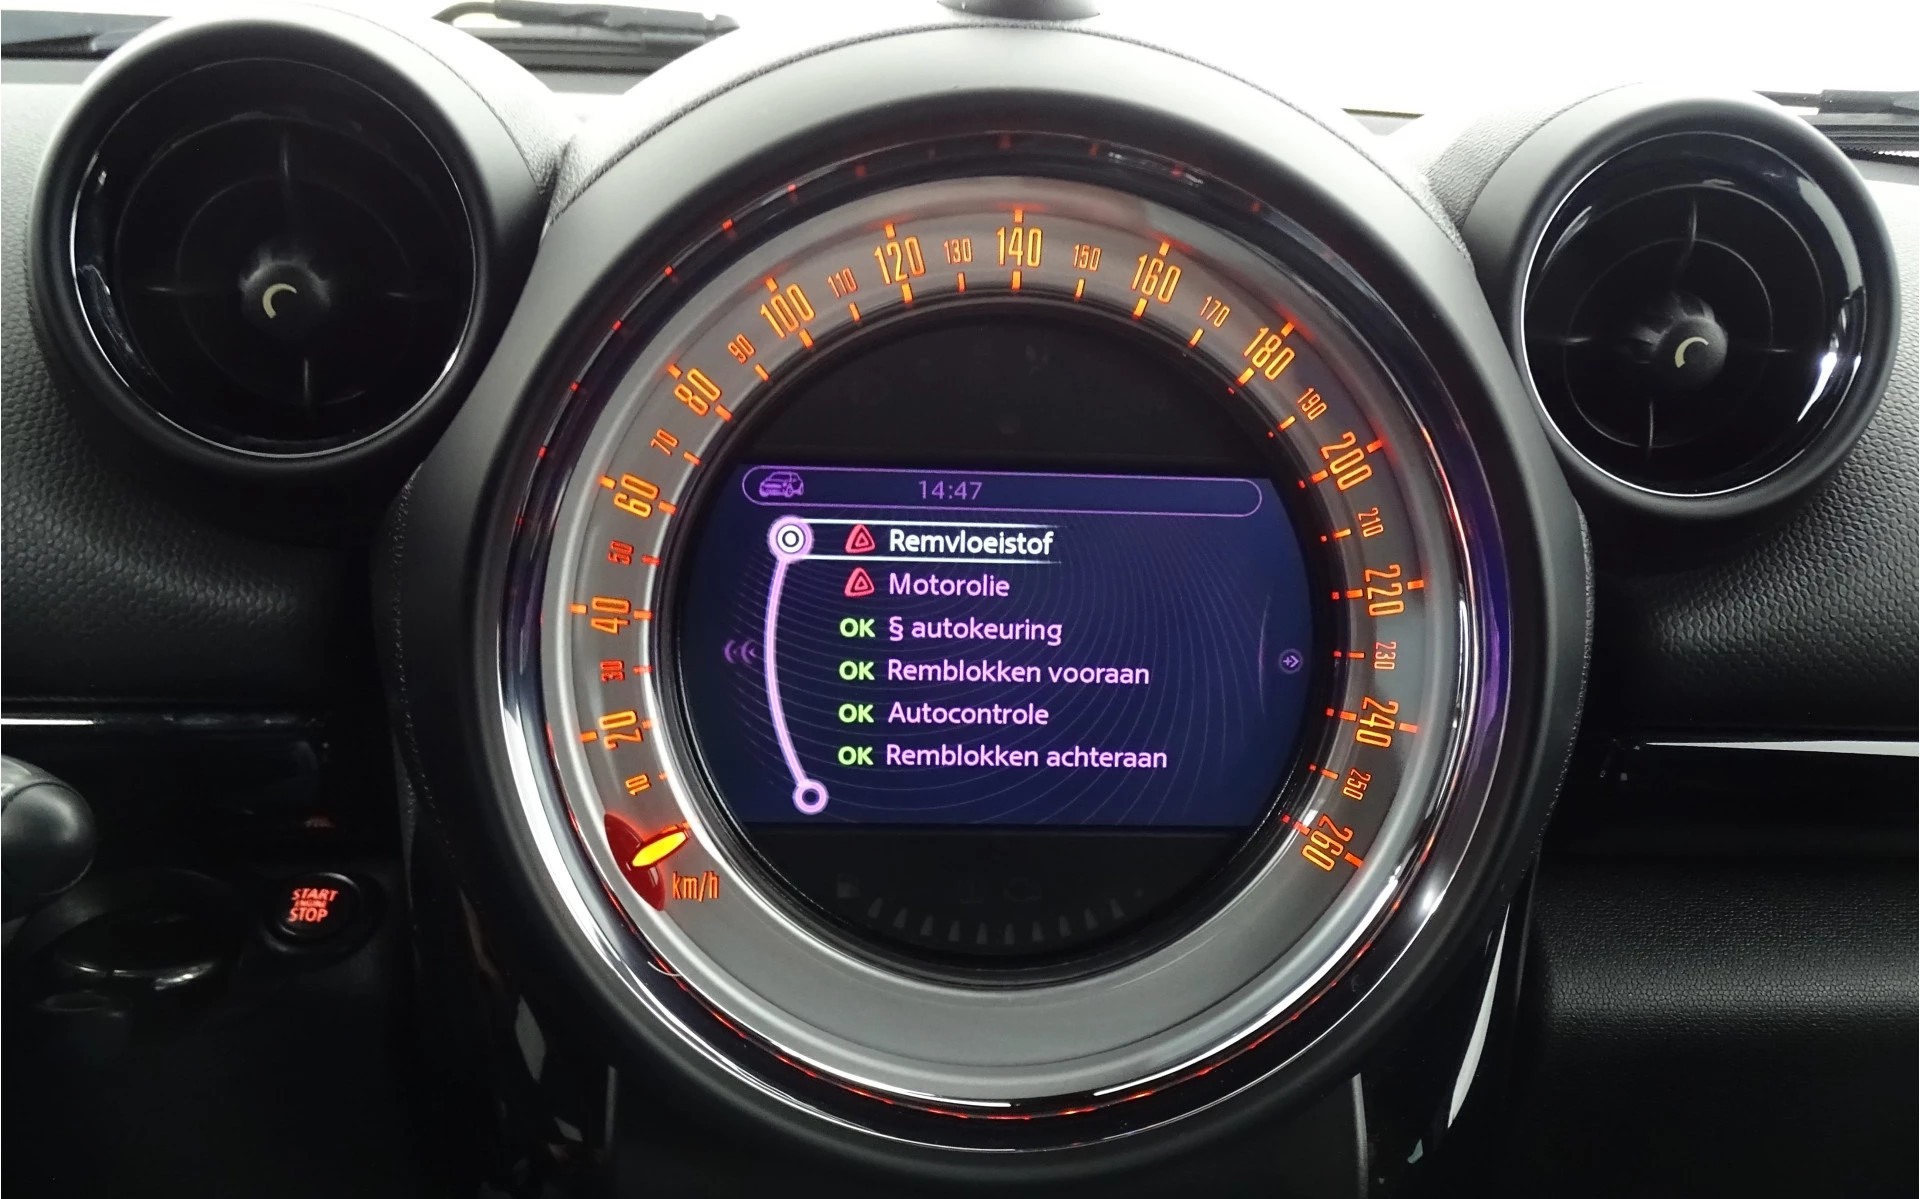 10
20
30
40
50
60
70
80
90
100
110
120
130
140
150
160
170
180
190
200
210
220
230
240
250
260
km/h
14:47
Remvloeistof
Motorolie
OK § autokeuring
OK Remblokken vooraan
OK Autocontrole
OK Remblokken achteraan
START
ENGINE
STOP